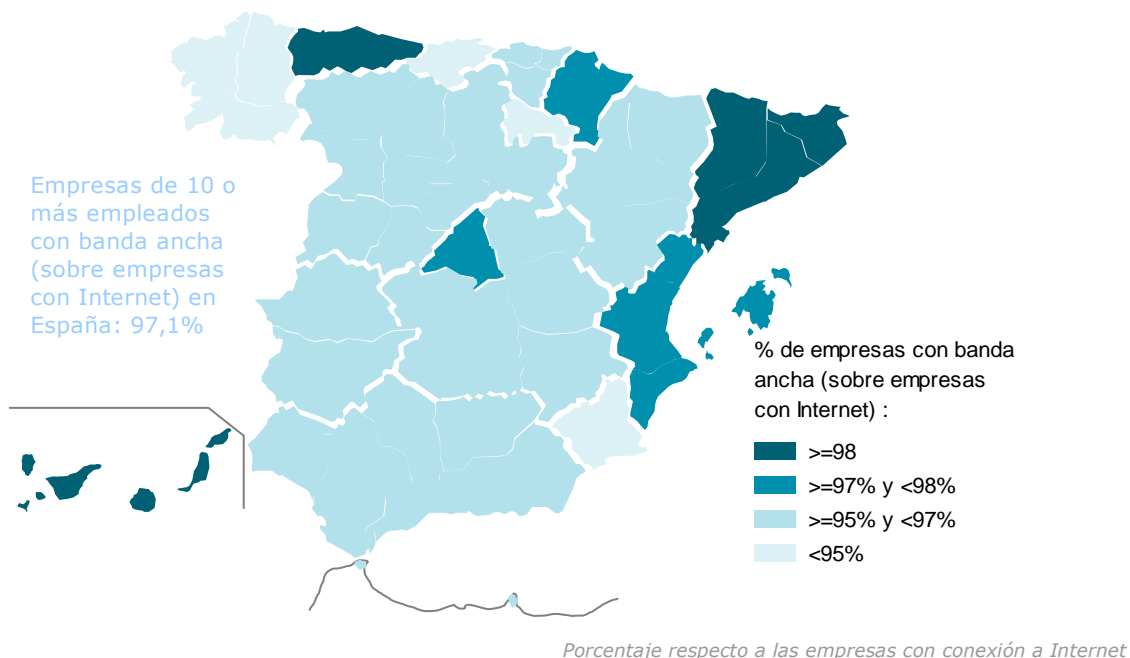 Empresas de 10 o
más empleados
con banda ancha
(sobre empresas
con Internet) en
España: 97,1%
% de empresas con banda
ancha (sobre empresas
con Internet) :
>=98
>=97% y <98%
>=95% y <97%
<95%
Porcentaje respecto a las empresas con conexión a Internet